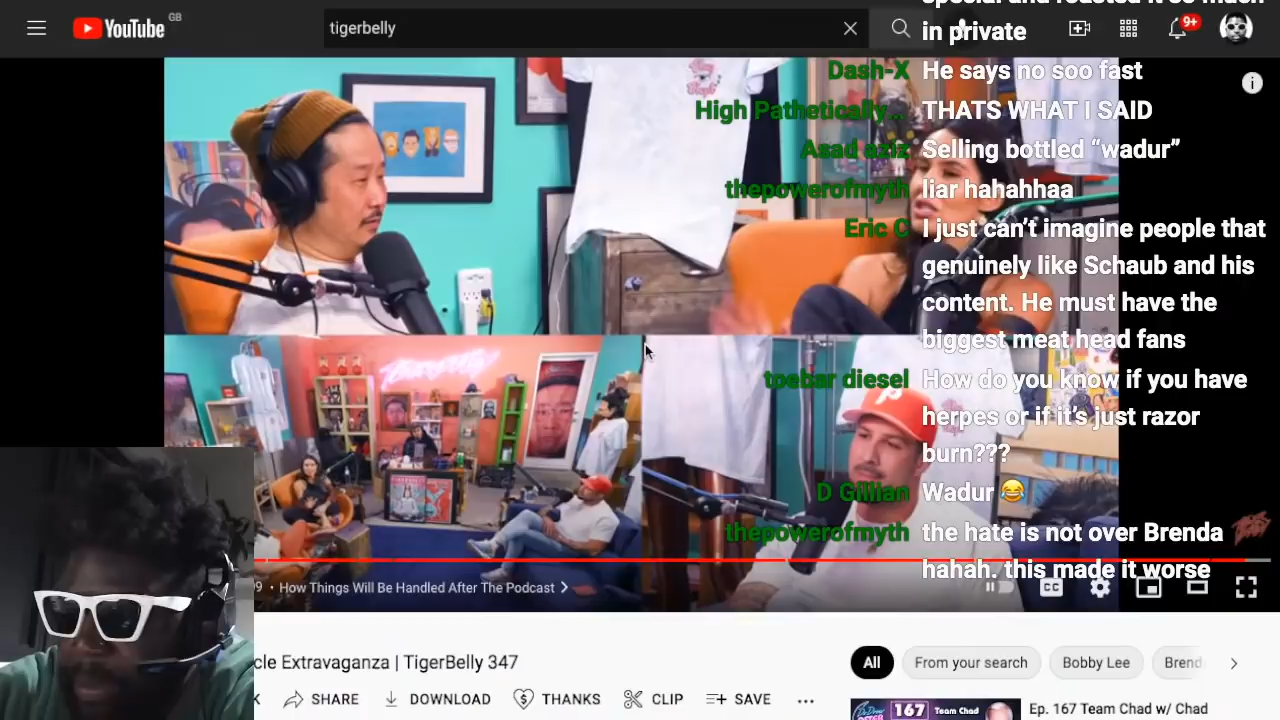 YouTube GB
tigerbelly
9+
in private
Dash-X He says no soo fast
High Pathetically... THATS WHAT I SAID
Asad aziz Selling bottled “wadur”
thepowerofmyth liar hahahhaa
Eric C I just can’t imagine people that
genuinely like Schaub and his
content. He must have the
biggest meat head fans
toebar diesel How do you know if you have
herpes or if it’s just razor
burn???
D Gillian Wadur 😂
thepowerofmyth the hate is not over Brenda
hahah. this made it worse
• How Things Will Be Handled After The Podcast
CC
cle Extravaganza | TigerBelly 347
SHARE
DOWNLOAD
THANKS
CLIP
SAVE
All
From your search
Bobby Lee
Brend
167 Team Chad
Ep. 167 Team Chad w/ Chad